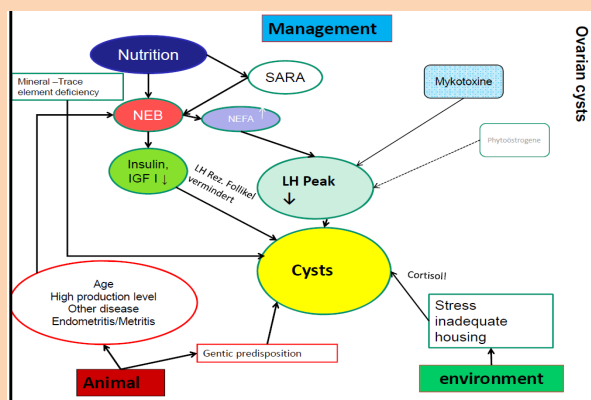 Management
Ovarian cysts
Nutrition
Mineral –Trace
element deficiency
SARA
Mykotoxine
NEB
NEFA ↑
Phytoöstrogene
Insulin,
IGF I ↓
LH Rez. Follikel
vermindert
LH Peak
↓
Cysts
Cortisol!
Age
High production level
Other disease
Endometritis/Metritis
Stress
inadequate
housing
Gentic predisposition
Animal
environment